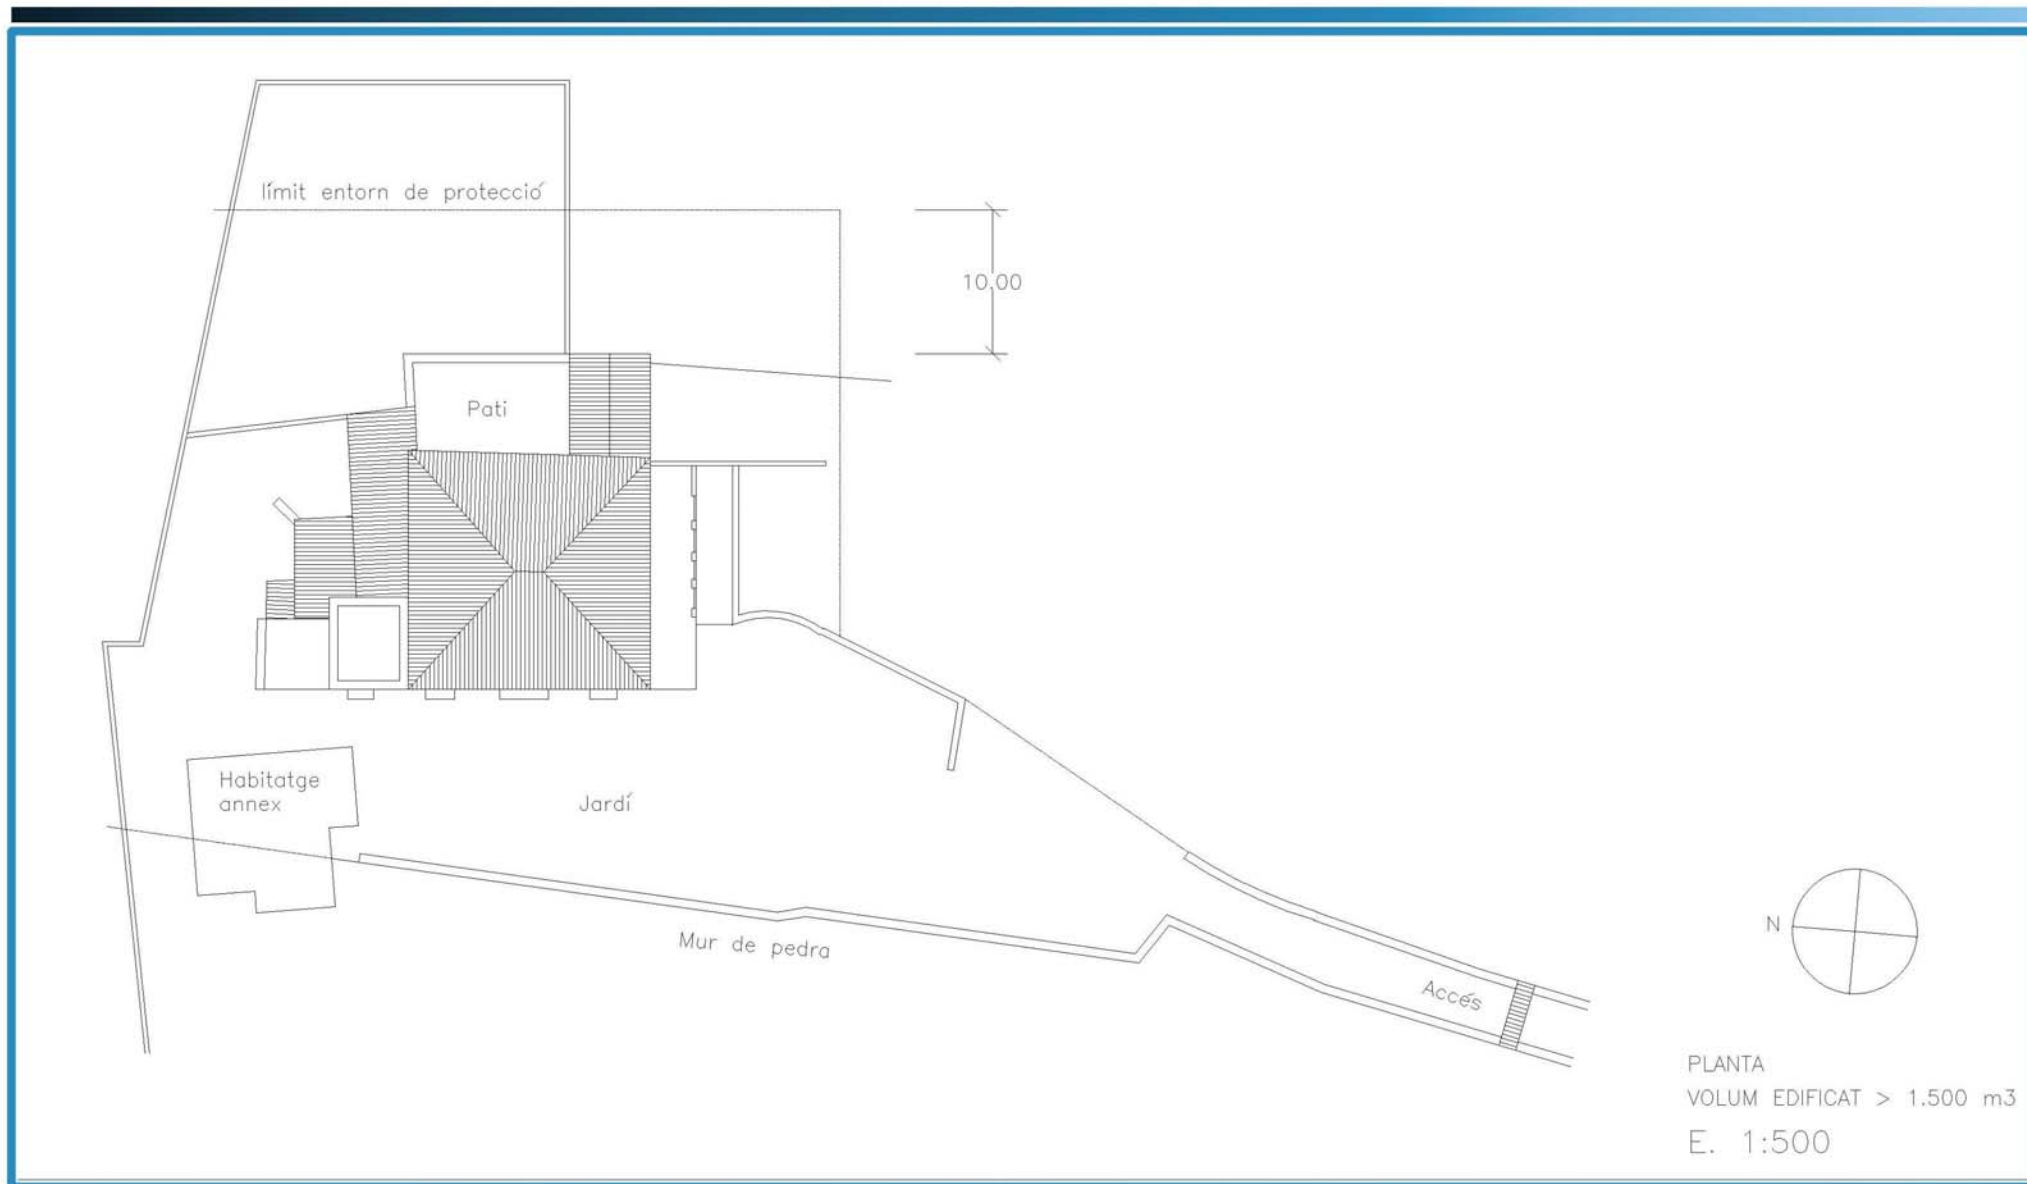 límit entorn de protecció
10.00
Pati
Habitatge
annex
Jardí
Mur de pedra
Accés
N
PLANTA
VOLUM EDIFICAT > 1.500 m3
E. 1:500